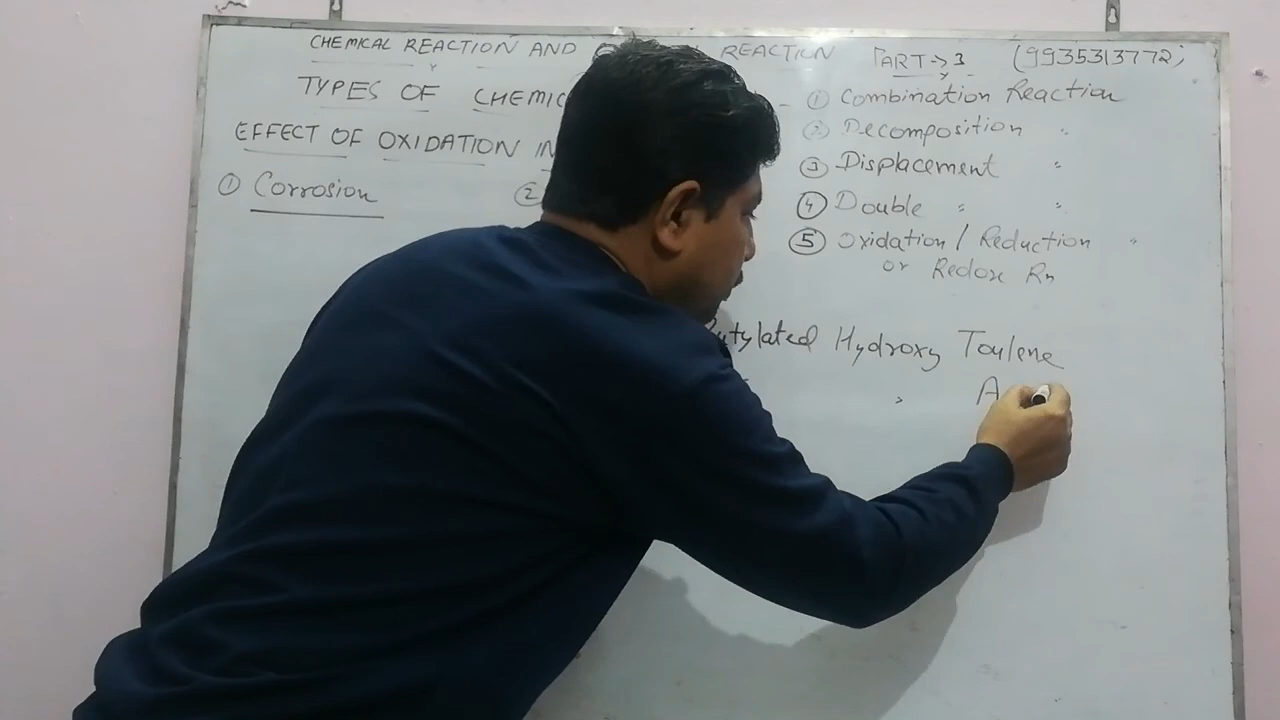 CHEMICAL REACTION AND REACTION PART → 3 (9935313772)
TYPES OF CHEMIC
EFFECT OF OXIDATION IN
① Corrosion ②
① Combination Reaction
② Decomposition "
③ Displacement "
④ Double " "
⑤ Oxidation / Reduction "
or Redox Rn
utylated Hydroxy Toulene
" A